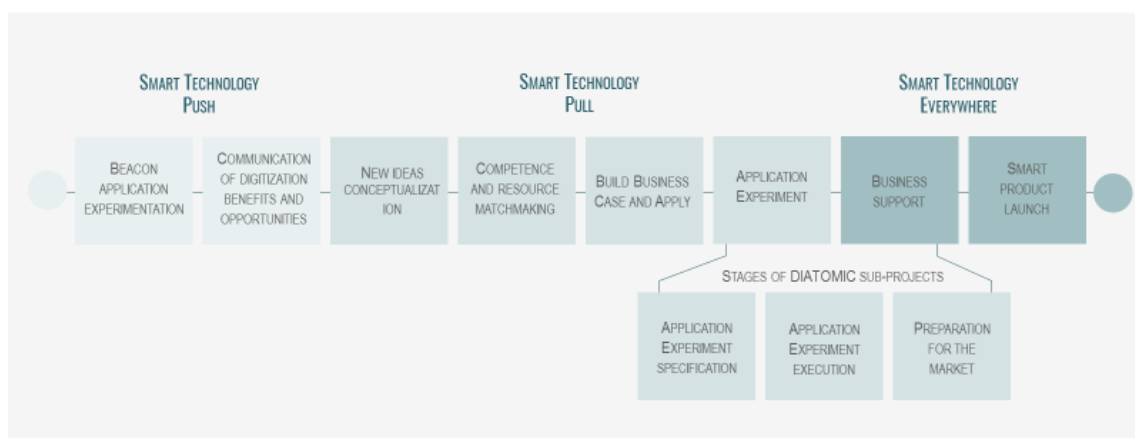 Smart Technology
Push
Smart Technology
Pull
Smart Technology
Everywhere
Beacon
application
experimentation
Communication
of digitization
benefits and
opportunities
New ideas
conceptualizat
ion
Competence
and resource
matchmaking
Build Business
Case and Apply
Application
Experiment
Business
support
Smart
product
launch
Stages of DIATOMIC sub-projects
Application
Experiment
specification
Application
Experiment
execution
Preparation
for the
market